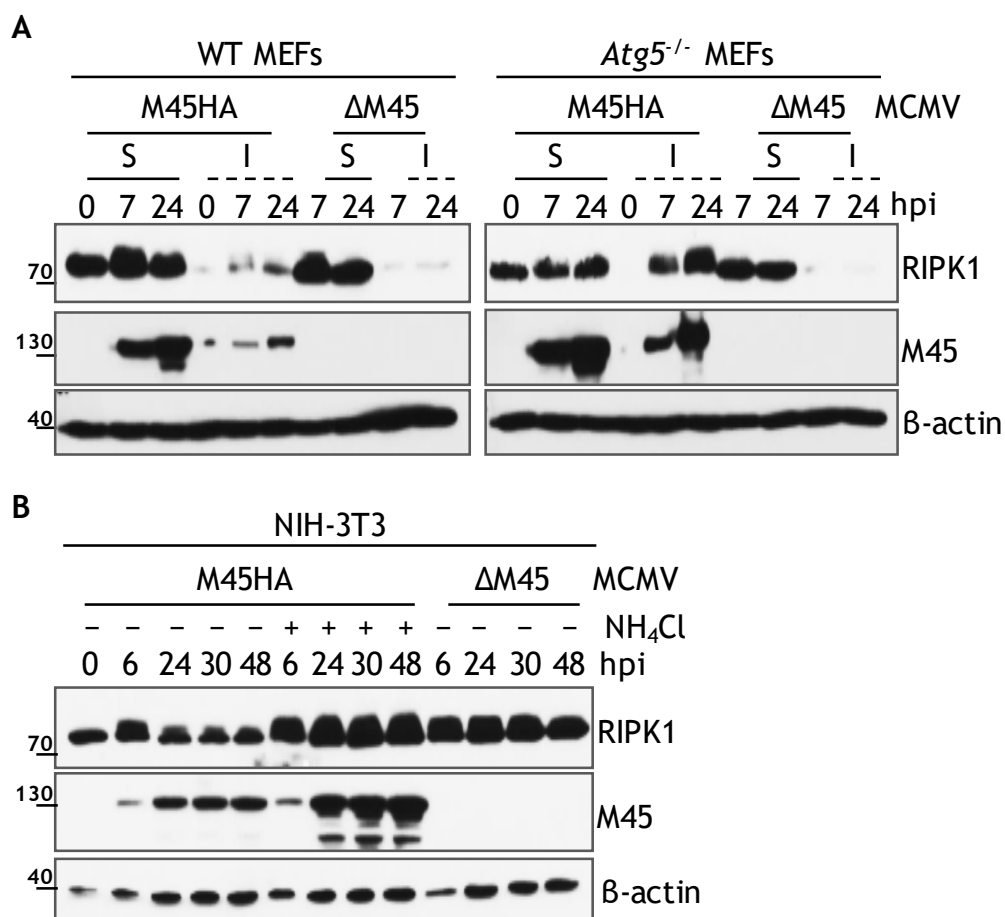 A
WT MEFs Atg5-/- MEFs
M45HA ΔM45 M45HA ΔM45 MCMV
S I S I S I S I
0 7 24 0 7 24 7 24 7 24 0 7 24 0 7 24 7 24 7 24 hpi
70 RIPK1
130 M45
40 ß-actin
B
NIH-3T3
M45HA ΔM45 MCMV
– – – – – + + + + – – – – NH₄Cl
0 6 24 30 48 6 24 30 48 6 24 30 48 hpi
70 RIPK1
130 M45
40 ß-actin